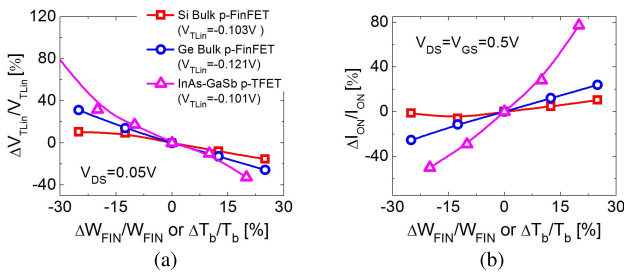 Si Bulk p-FinFET
(V_TLin=-0.103V )
Ge Bulk p-FinFET
(V_TLin=-0.121V)
InAs-GaSb p-TFET
(V_TLin=-0.101V)
ΔV_TLin/V_TLin [%]
120
80
40
0
-40
V_DS=0.05V
-30 -15 0 15 30
ΔW_FIN/W_FIN or ΔT_b/T_b [%]
(a)
ΔI_ON/I_ON [%]
80
40
0
-40
V_DS=V_GS=0.5V
-30 -15 0 15 30
ΔW_FIN/W_FIN or ΔT_b/T_b [%]
(b)